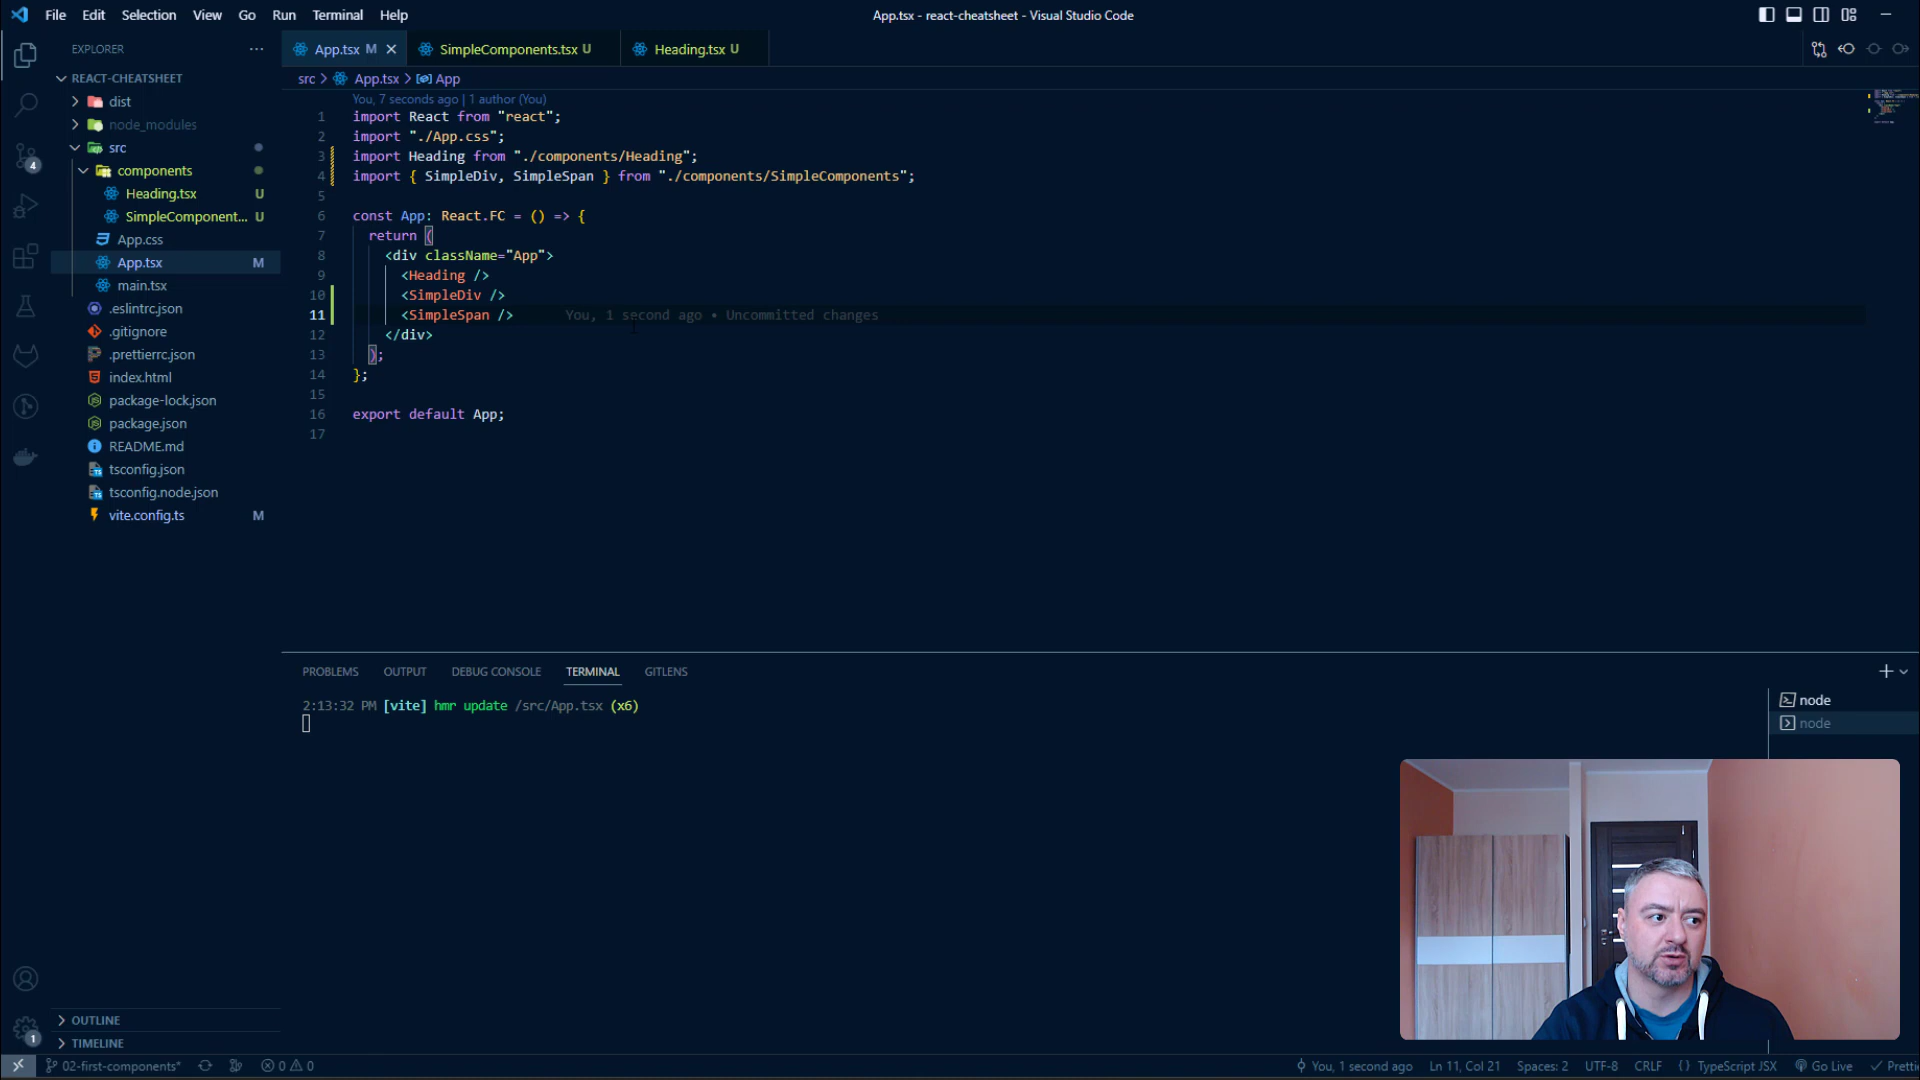 File Edit Selection View Go Run Terminal Help
App.tsx - react-cheatsheet - Visual Studio Code
EXPLORER
REACT-CHEATSHEET
dist
node_modules
src
components
Heading.tsx U
SimpleComponent... U
App.css
App.tsx M
main.tsx
.eslintrc.json
.gitignore
.prettierrc.json
index.html
package-lock.json
package.json
README.md
tsconfig.json
tsconfig.node.json
vite.config.ts M
OUTLINE
TIMELINE
4
1
App.tsx M
SimpleComponents.tsx U
Heading.tsx U
src > App.tsx > App
You, 7 seconds ago | 1 author (You)
1 import React from "react";
2 import "./App.css";
3 import Heading from "./components/Heading";
4 import { SimpleDiv, SimpleSpan } from "./components/SimpleComponents";
5
6 const App: React.FC = () => {
7 return (
8 <div className="App">
9 <Heading />
10 <SimpleDiv />
11 <SimpleSpan /> You, 1 second ago • Uncommitted changes
12 </div>
13 );
14 };
15
16 export default App;
17
PROBLEMS OUTPUT DEBUG CONSOLE TERMINAL GITLENS
2:13:32 PM [vite] hmr update /src/App.tsx (x6)
node
node
02-first-components* 0 0
You, 1 second ago Ln 11, Col 21 Spaces: 2 UTF-8 CRLF {} TypeScript JSX Go Live Pretti